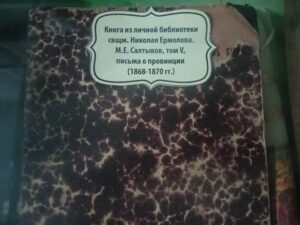 Книга из личной библиотеки
свщм. Николая Ермолова.
М.Е. Салтыков, том V,
письма о провинции
(1868-1870 гг.)